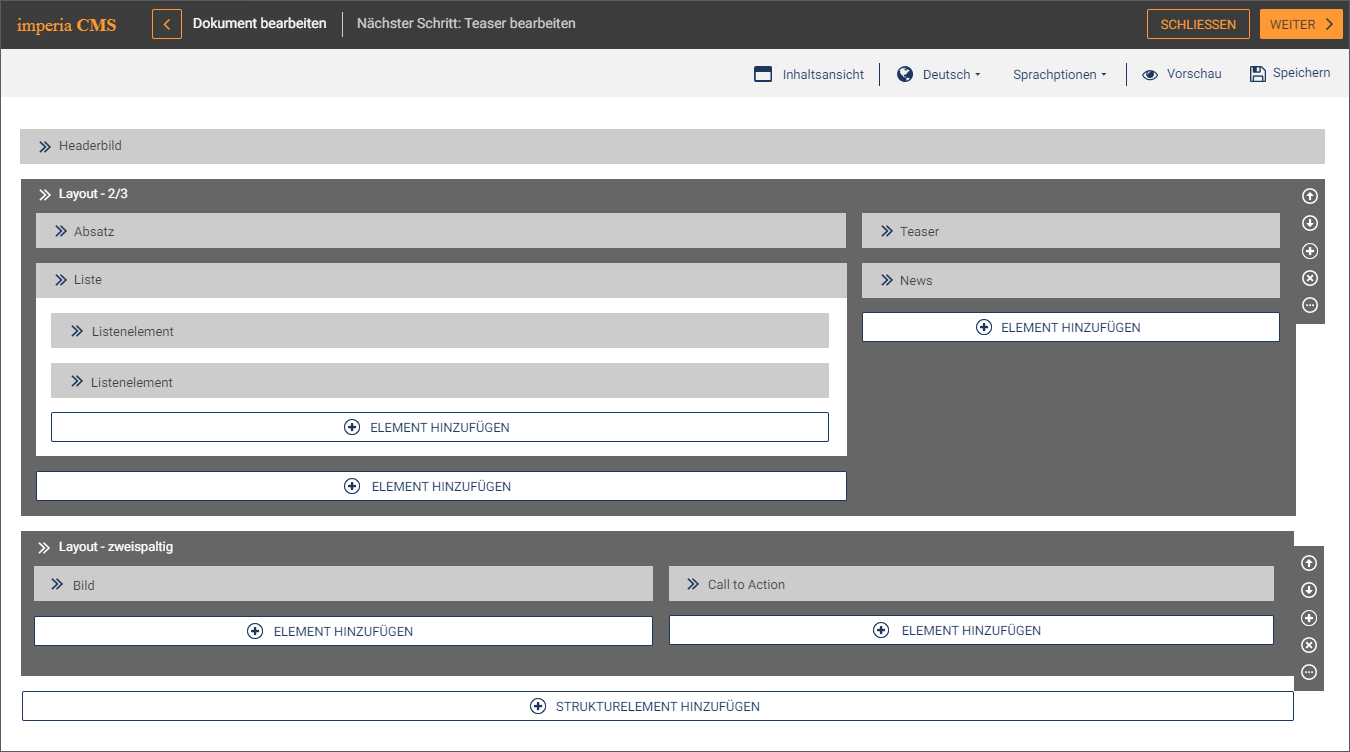 imperia CMS
Dokument bearbeiten
Nächster Schritt: Teaser bearbeiten
SCHLIESSEN
WEITER
Inhaltsansicht
Deutsch
Sprachptionen
Vorschau
Speichern
Headerbild
Layout - 2/3
Absatz
Teaser
Liste
News
Listenelement
ELEMENT HINZUFÜGEN
Listenelement
ELEMENT HINZUFÜGEN
ELEMENT HINZUFÜGEN
Layout - zweispaltig
Bild
Call to Action
ELEMENT HINZUFÜGEN
ELEMENT HINZUFÜGEN
STRUKTURELEMENT HINZUFÜGEN